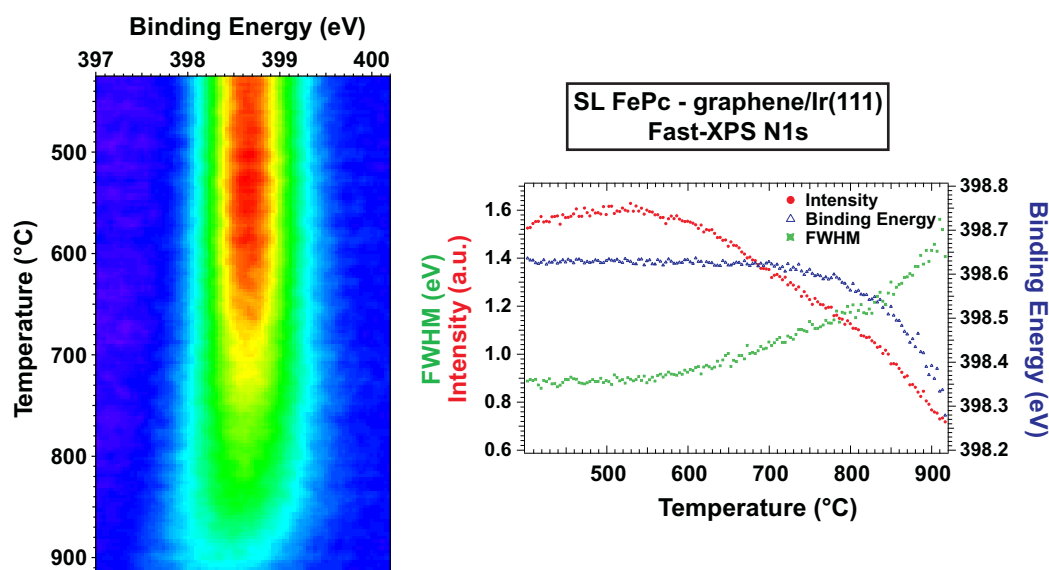 Binding Energy (eV)
397 398 399 400
Temperature (°C)
500
600
700
800
900
SL FePc - graphene/Ir(111)
Fast-XPS N1s
FWHM (eV)
Intensity (a.u.)
1.6
1.4
1.2
1.0
0.8
0.6
Intensity
Binding Energy
FWHM
398.8
398.7
398.6
398.5
398.4
398.3
398.2
Binding Energy (eV)
500 600 700 800 900
Temperature (°C)